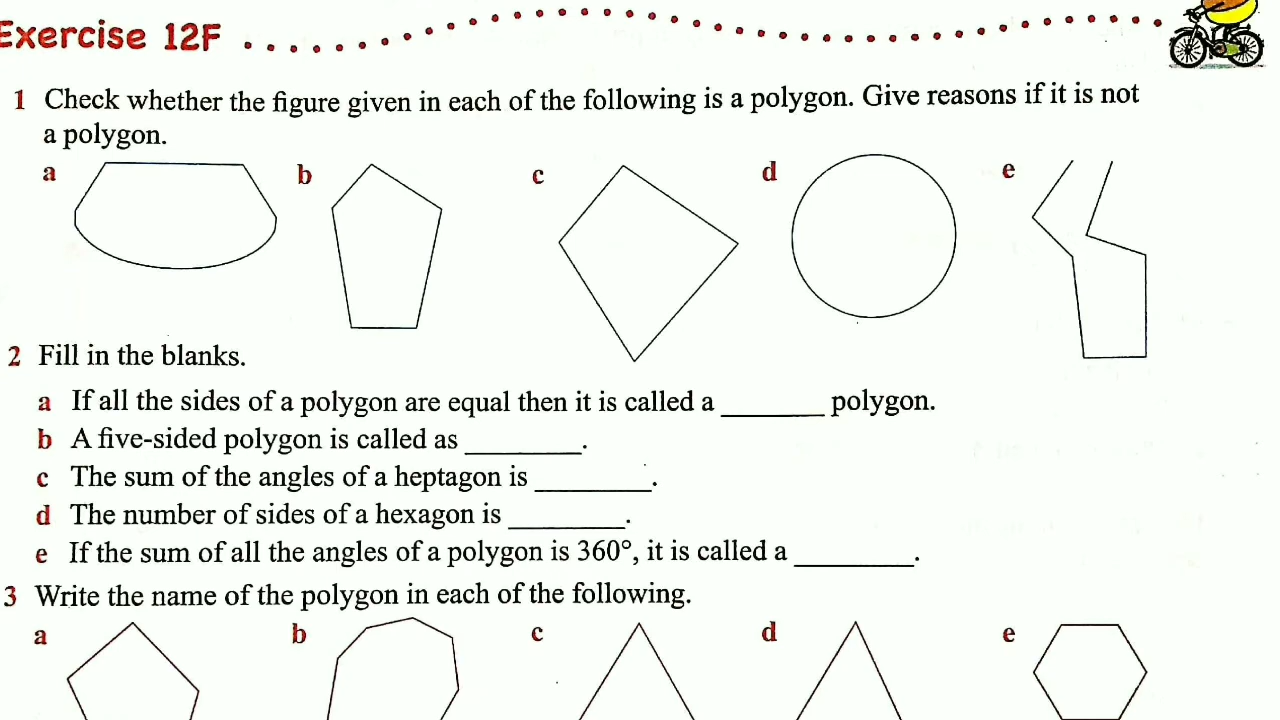 Exercise 12F
1 Check whether the figure given in each of the following is a polygon. Give reasons if it is not
a polygon.
a b c d e
2 Fill in the blanks.
a If all the sides of a polygon are equal then it is called a _______ polygon.
b A five-sided polygon is called as ________.
c The sum of the angles of a heptagon is ________.
d The number of sides of a hexagon is ________.
e If the sum of all the angles of a polygon is 360°, it is called a ________.
3 Write the name of the polygon in each of the following.
a b c d e